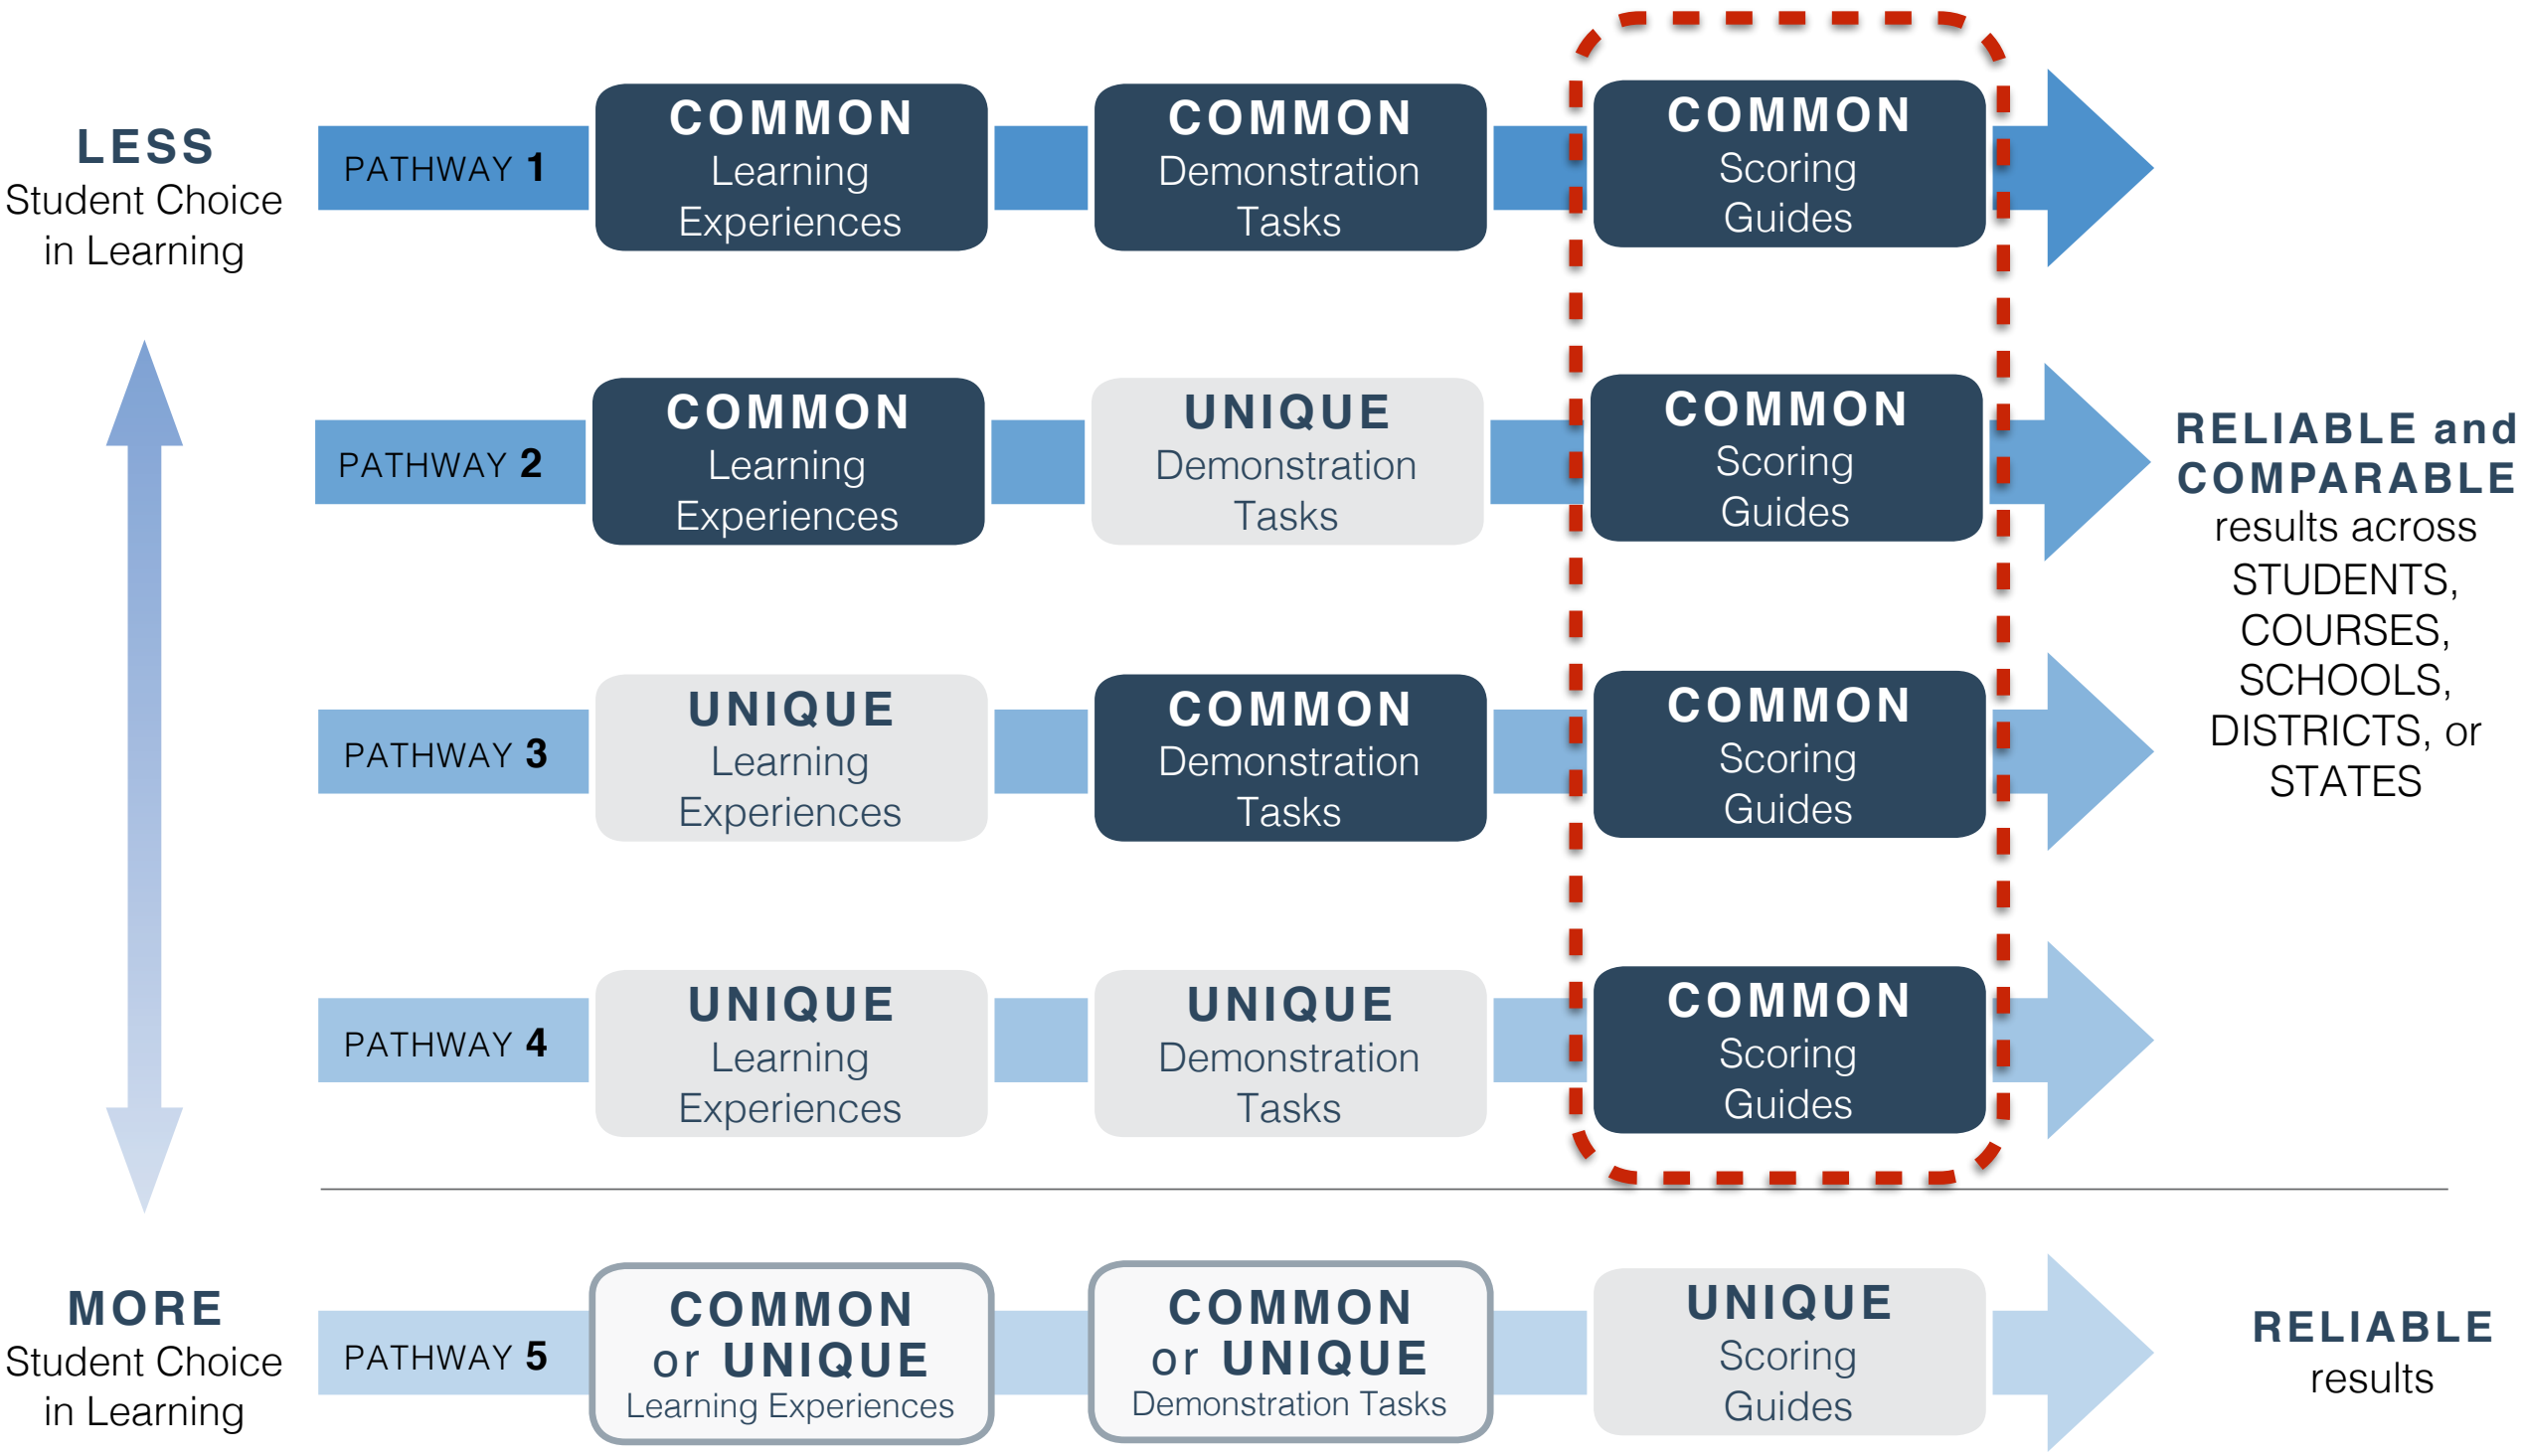 LESS
Student Choice
in Learning
PATHWAY 1
COMMON
Learning
Experiences
COMMON
Demonstration
Tasks
COMMON
Scoring
Guides
PATHWAY 2
COMMON
Learning
Experiences
UNIQUE
Demonstration
Tasks
COMMON
Scoring
Guides
PATHWAY 3
UNIQUE
Learning
Experiences
COMMON
Demonstration
Tasks
COMMON
Scoring
Guides
PATHWAY 4
UNIQUE
Learning
Experiences
UNIQUE
Demonstration
Tasks
COMMON
Scoring
Guides
RELIABLE and
COMPARABLE
results across
STUDENTS,
COURSES,
SCHOOLS,
DISTRICTS, or
STATES
MORE
Student Choice
in Learning
PATHWAY 5
COMMON
or UNIQUE
Learning Experiences
COMMON
or UNIQUE
Demonstration Tasks
UNIQUE
Scoring
Guides
RELIABLE
results